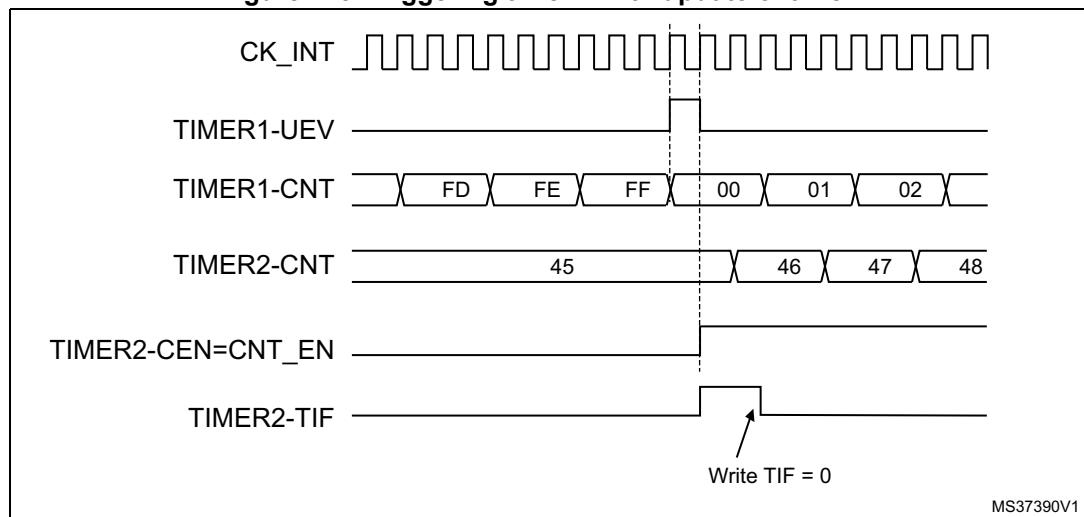 CK_INT
TIMER1-UEV
TIMER1-CNT FD FE FF 00 01 02
TIMER2-CNT 45 46 47 48
TIMER2-CEN=CNT_EN
TIMER2-TIF
Write TIF = 0
MS37390V1